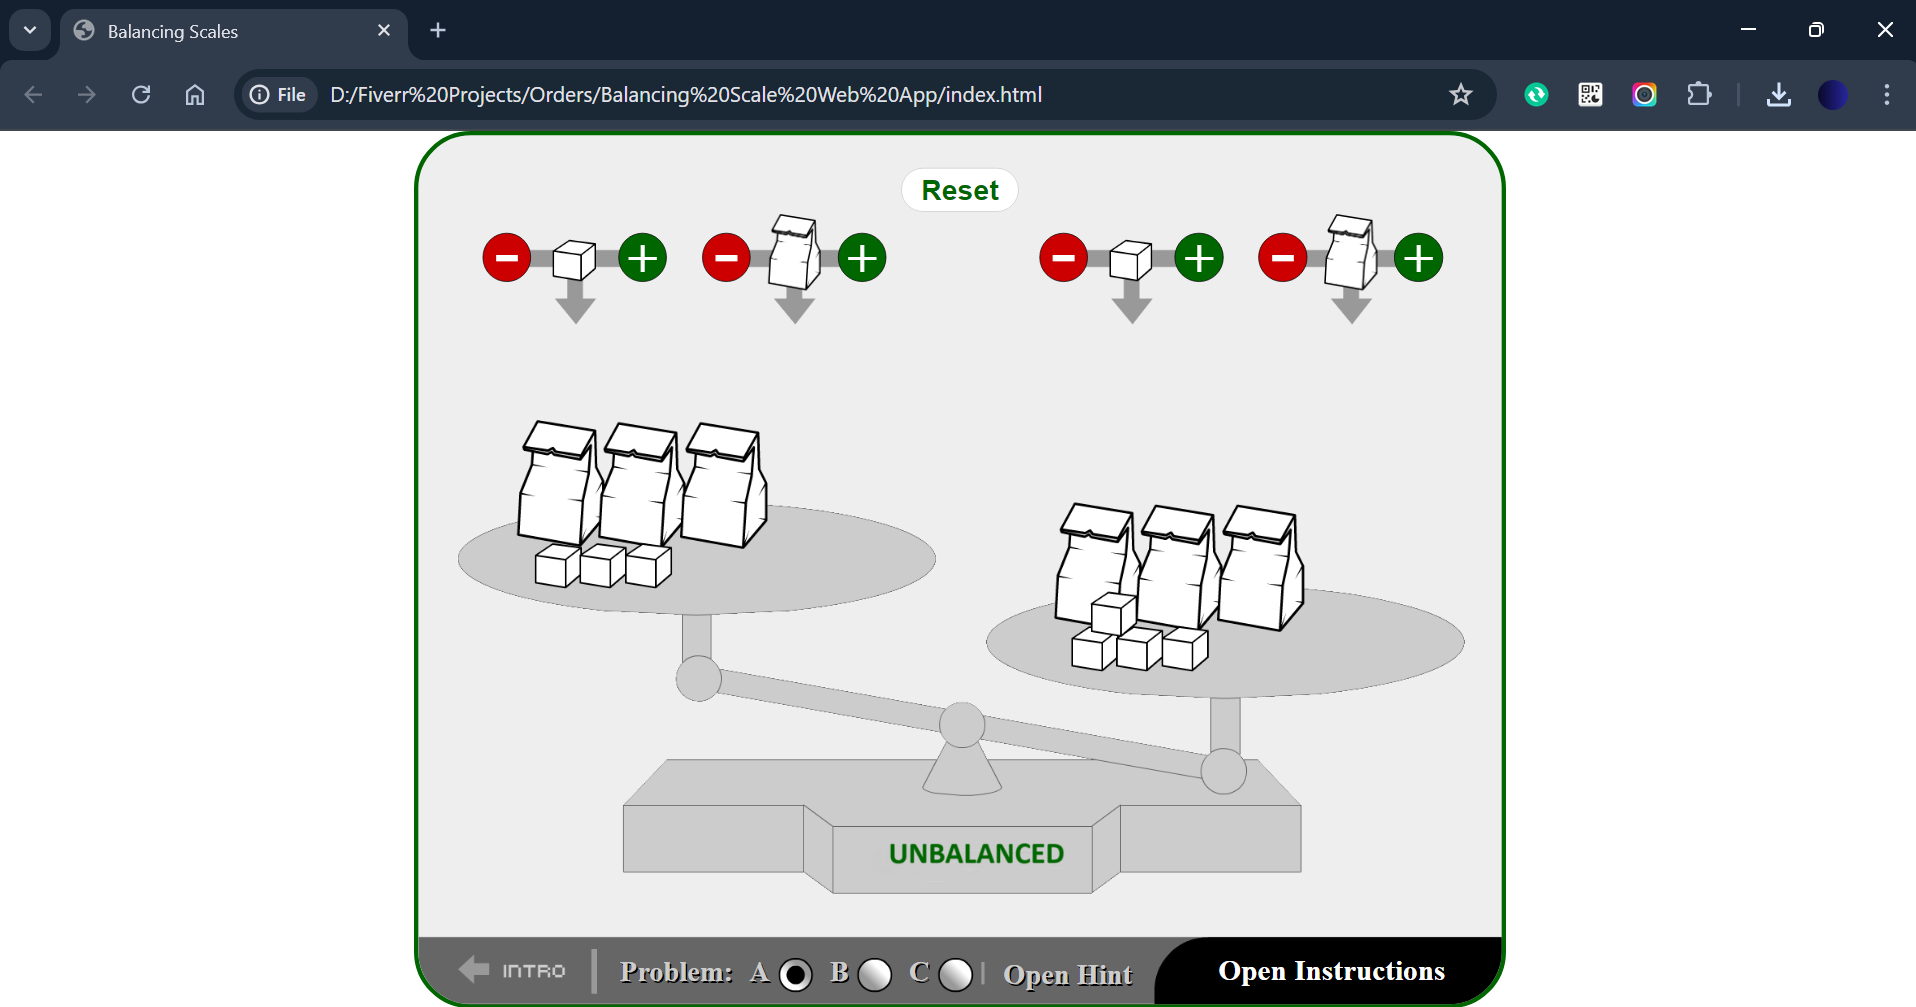 Balancing Scales
File D:/Fiverr%20Projects/Orders/Balancing%20Scale%20Web%20App/index.html
Reset
UNBALANCED
INTRO Problem: A B C Open Hint Open Instructions